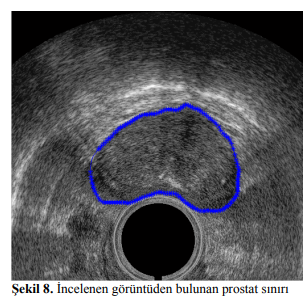 Şekil 8. İncelenen görüntüden bulunan prostat sınırı